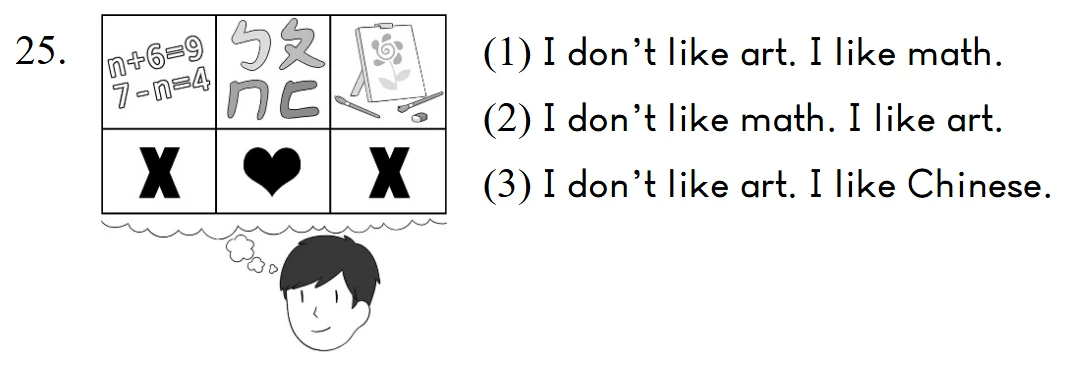 25.
n+6=9
7-n=4
ㄅㄆ
ㄇㄈ
X ♥ X
(1) I don’t like art. I like math.
(2) I don’t like math. I like art.
(3) I don’t like art. I like Chinese.